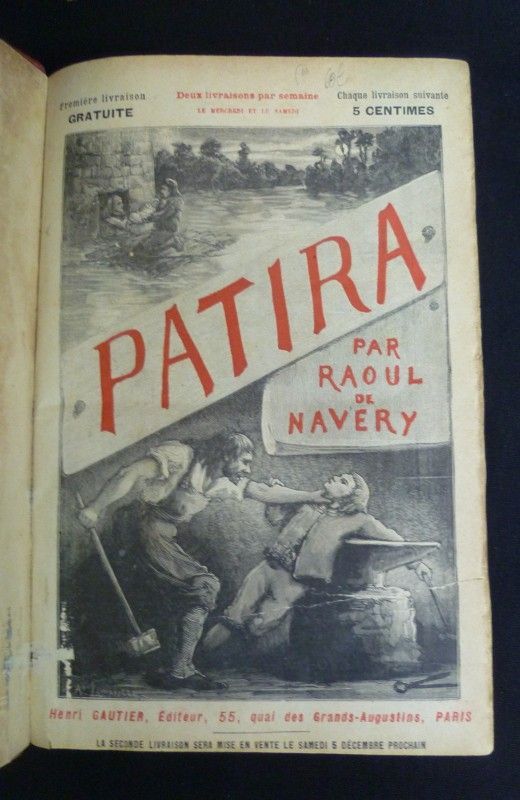 Première livraison
GRATUITE
Deux livraisons par semaine
LE MERCREDI ET LE SAMEDI
Chaque livraison suivante
5 CENTIMES
PATIRA
PAR
RAOUL
DE
NAVERY
Henri GAUTIER, Éditeur, 55, quai des Grands-Augustins, PARIS
LA SECONDE LIVRAISON SERA MISE EN VENTE LE SAMEDI 5 DÉCEMBRE PROCHAIN